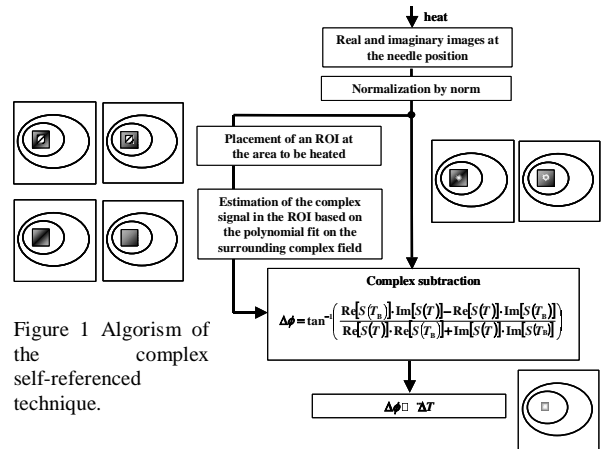 heat
Real and imaginary images at
the needle position
Normalization by norm
Placement of an ROI at
the area to be heated
Estimation of the complex
signal in the ROI based on
the polynomial fit on the
surrounding complex field
Complex subtraction
Δϕ = tan⁻¹( (Re[S(T_B)]·Im[S(T)] − Re[S(T)]·Im[S(T_B)]) / (Re[S(T)]·Re[S(T_B)] + Im[S(T)]·Im[S(T_B)]) )
Δϕ□ ΔT
Figure 1 Algorism of
the complex
self-referenced
technique.